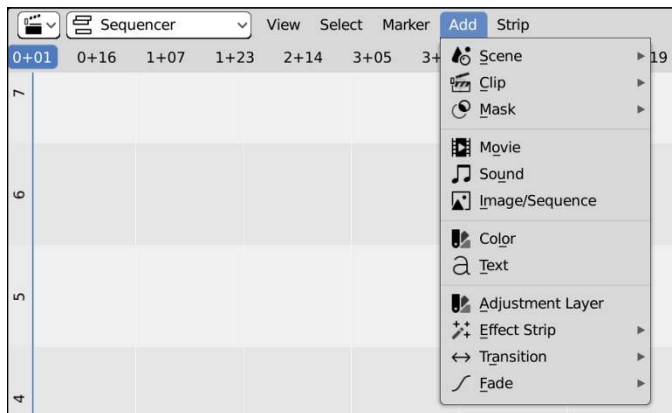 Sequencer View Select Marker Add Strip
0+01 0+16 1+07 1+23 2+14 3+05 3+ 19
Scene
Clip
Mask
7
Movie
Sound
6
Image/Sequence
Color
Text
5
Adjustment Layer
Effect Strip
Transition
Fade
4